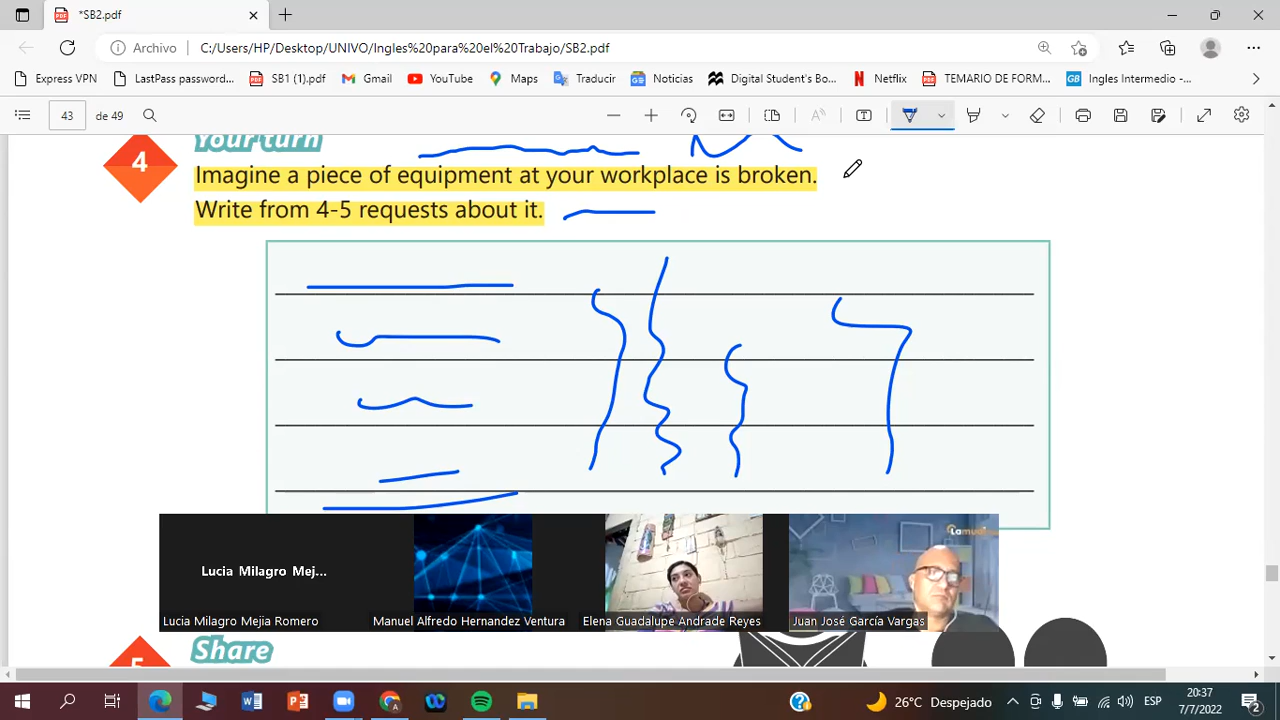 *SB2.pdf
Archivo
C:/Users/HP/Desktop/UNIVO/Ingles%20para%20el%20Trabajo/SB2.pdf
Express VPN
LastPass password...
SB1 (1).pdf
Gmail
YouTube
Maps
Traducir
Noticias
Digital Student's Bo...
Netflix
TEMARIO DE FORM...
Ingles Intermedio -...
43
de 49
4
Your turn
Imagine a piece of equipment at your workplace is broken.
Write from 4-5 requests about it.
Lucia Milagro Mej...
Lucia Milagro Mejia Romero
Manuel Alfredo Hernandez Ventura
Elena Guadalupe Andrade Reyes
Juan José García Vargas
5
Share
26°C Despejado
ESP
20:37
7/7/2022
2